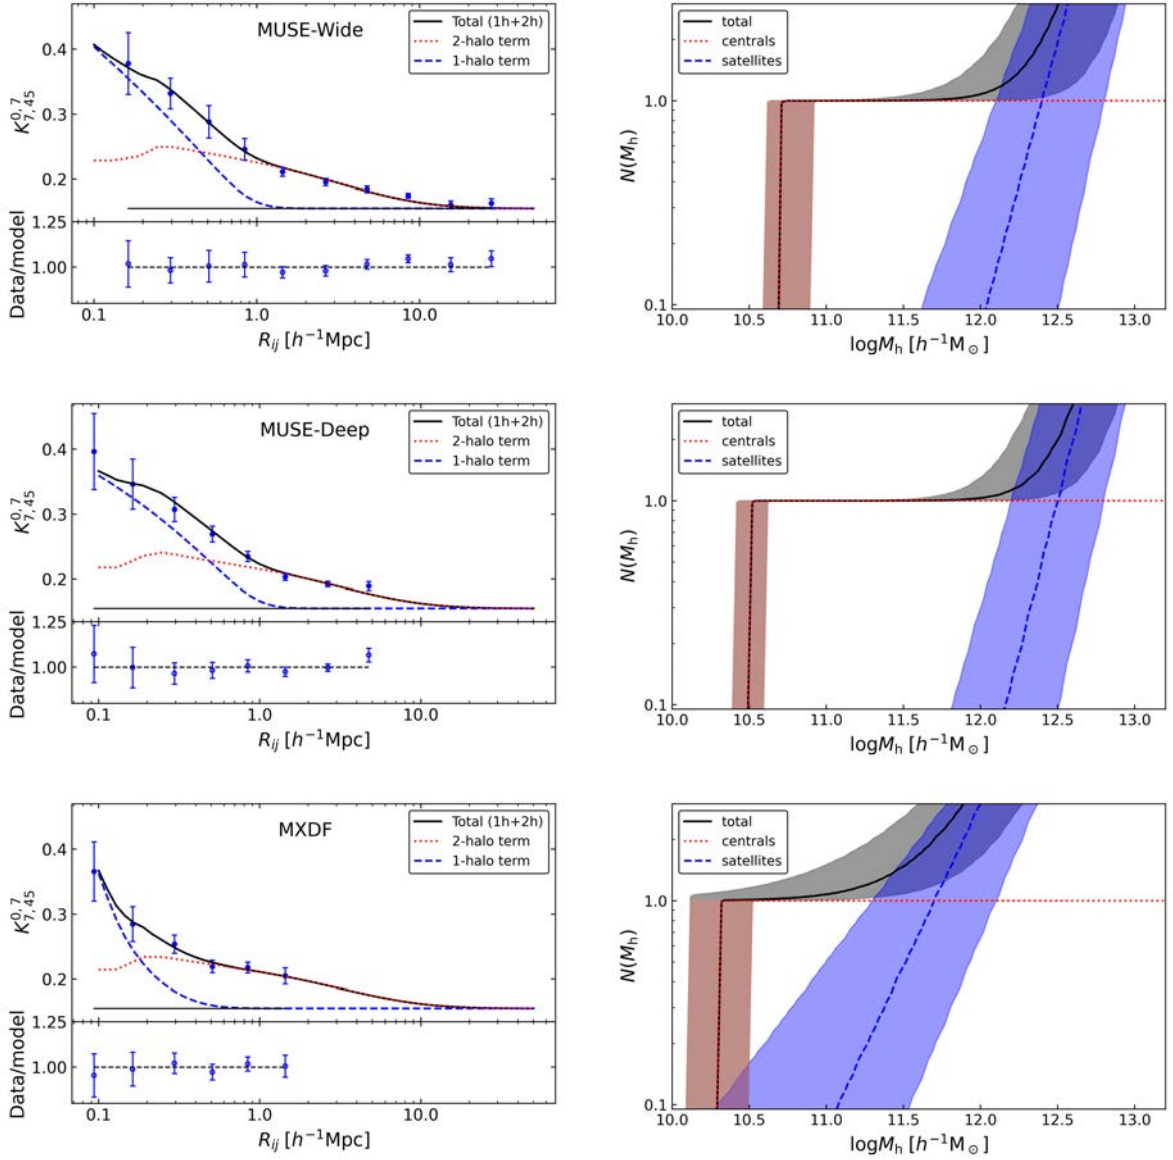 MUSE-Wide
Total (1h+2h)
2-halo term
1-halo term
0.4
0.3
0.2
K_{7,45}^{0,7}
1.25
1.00
Data/model
0.1 1.0 10.0
R_{ij} [h^{-1}Mpc]
total
centrals
satellites
1.0
0.1
N(M_h)
10.0 10.5 11.0 11.5 12.0 12.5 13.0
logM_h [h^{-1}M_⊙]
MUSE-Deep
Total (1h+2h)
2-halo term
1-halo term
0.4
0.3
0.2
K_{7,45}^{0,7}
1.25
1.00
Data/model
0.1 1.0 10.0
R_{ij} [h^{-1}Mpc]
total
centrals
satellites
1.0
0.1
N(M_h)
10.0 10.5 11.0 11.5 12.0 12.5 13.0
logM_h [h^{-1}M_⊙]
MXDF
Total (1h+2h)
2-halo term
1-halo term
0.4
0.3
0.2
K_{7,45}^{0,7}
1.25
1.00
Data/model
0.1 1.0 10.0
R_{ij} [h^{-1}Mpc]
total
centrals
satellites
1.0
0.1
N(M_h)
10.0 10.5 11.0 11.5 12.0 12.5 13.0
logM_h [h^{-1}M_⊙]